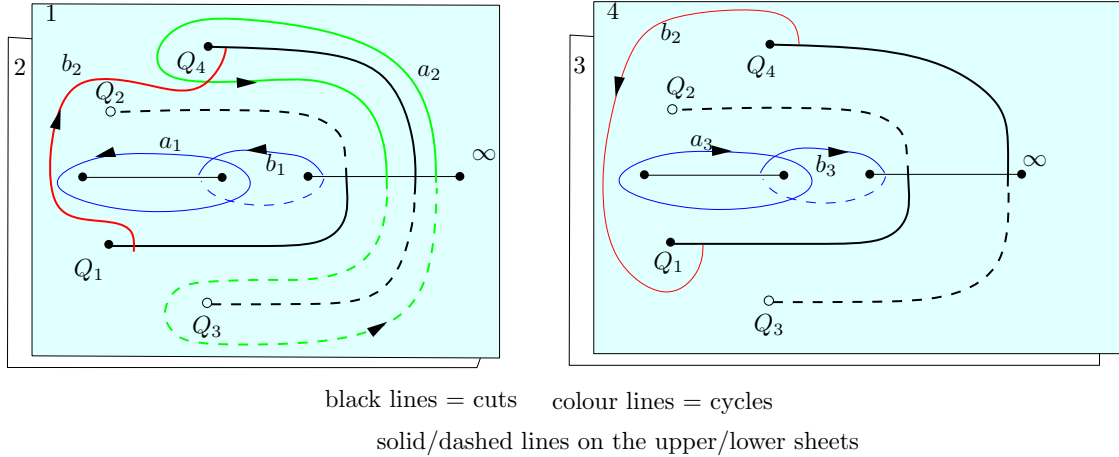 1
2
b₂
Q₄
a₂
Q₂
a₁
b₁
∞
Q₁
Q₃
4
3
b₂
Q₄
Q₂
a₃
b₃
∞
Q₁
Q₃
black lines = cuts colour lines = cycles
solid/dashed lines on the upper/lower sheets